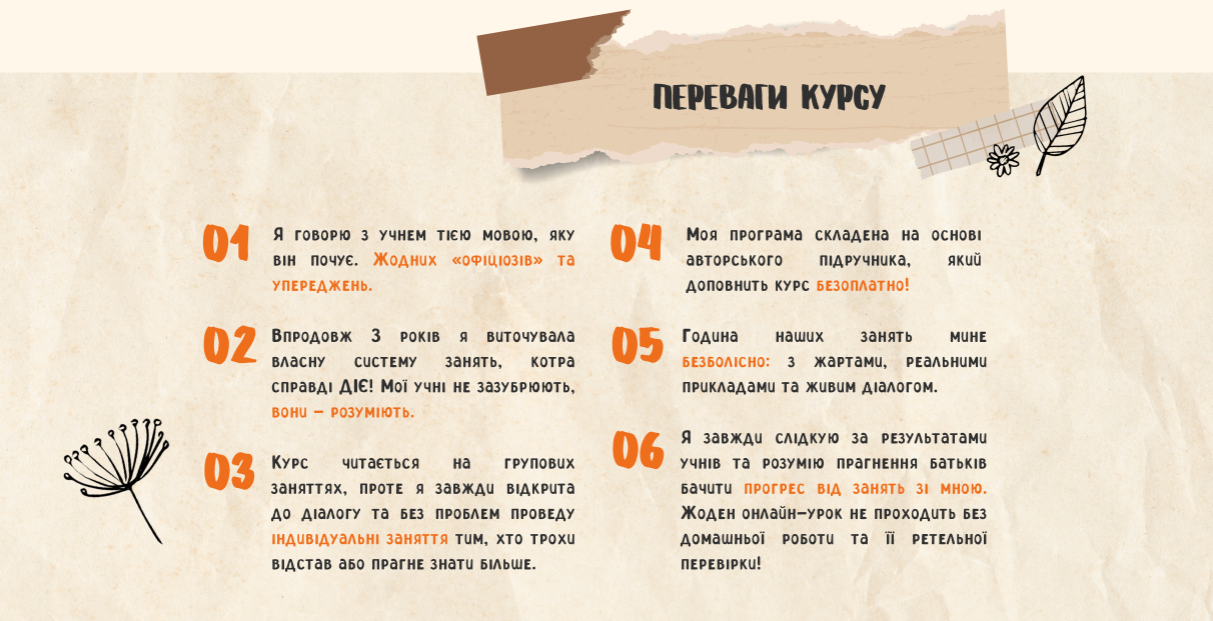 ПЕРЕВАГИ КУРСУ
01
Я говорю з учнем тією мовою, яку
він почує. Жодних «офіціозів» та
упереджень.
02
Впродовж 3 років я виточувала
власну систему занять, котра
справді ДІЄ! Мої учні не зазубрюють,
вони – розуміють.
03
Курс читається на групових
заняттях, проте я завжди відкрита
до діалогу та без проблем проведу
індивідуальні заняття тим, хто трохи
відстав або прагне знати більше.
04
Моя програма складена на основі
авторського підручника, який
доповнить курс безоплатно!
05
Година наших занять мине
безболісно: з жартами, реальними
прикладами та живим діалогом.
06
Я завжди слідкую за результатами
учнів та розумію прагнення батьків
бачити прогрес від занять зі мною.
Жоден онлайн–урок не проходить без
домашньої роботи та її ретельної
перевірки!